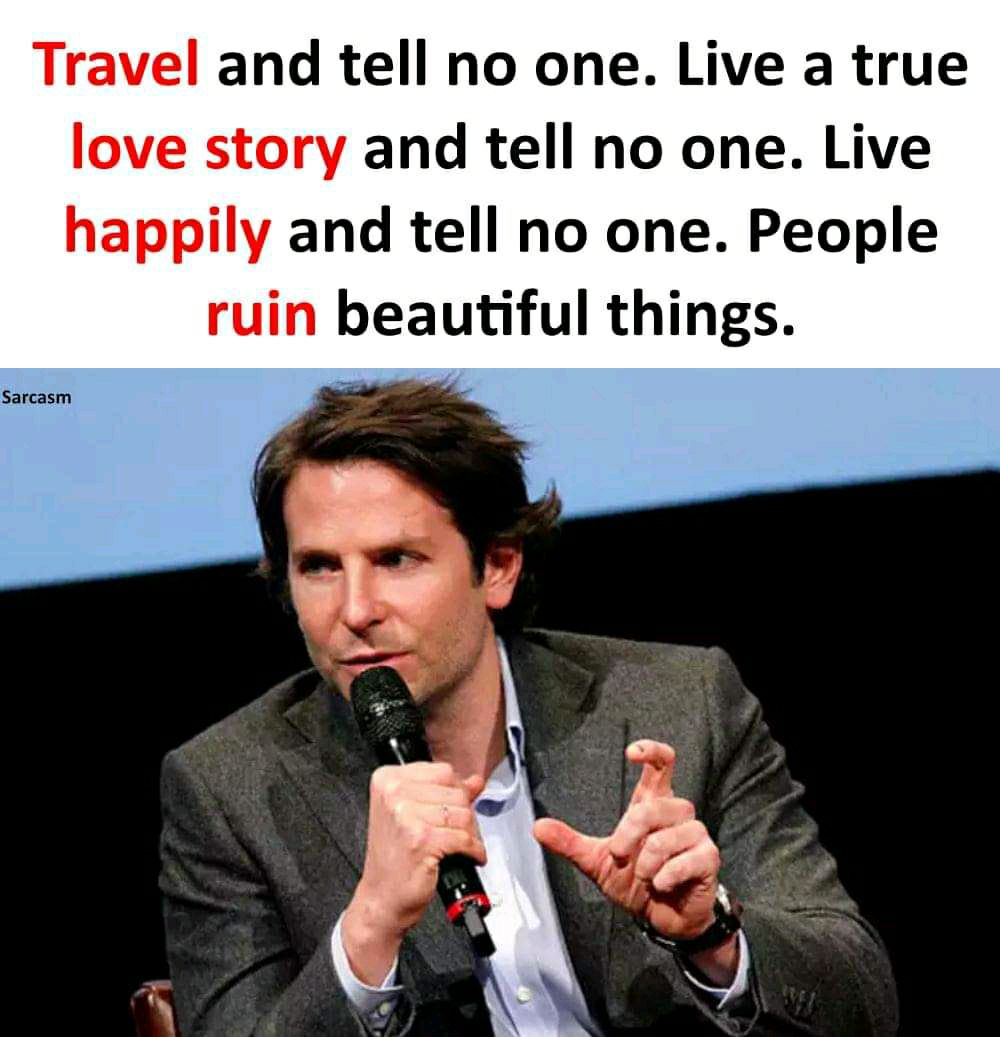 Travel and tell no one. Live a true
love story and tell no one. Live
happily and tell no one. People
ruin beautiful things.
Sarcasm